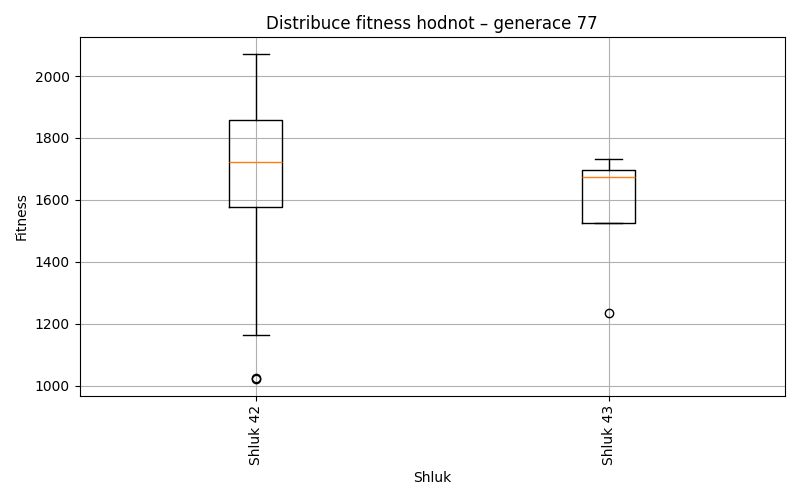 Distribuce fitness hodnot – generace 77
Fitness
2000
1800
1600
1400
1200
1000
Shluk 42
Shluk 43
Shluk